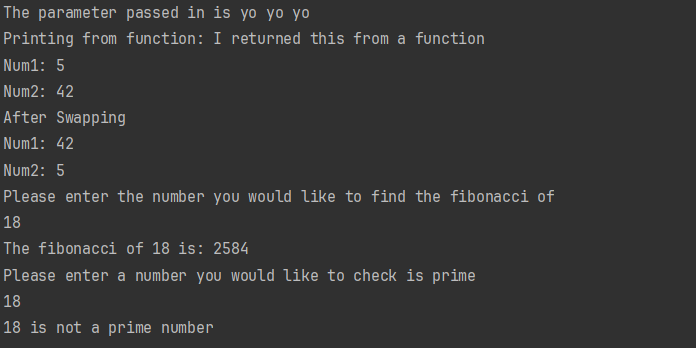 The parameter passed in is yo yo yo
Printing from function: I returned this from a function
Num1: 5
Num2: 42
After Swapping
Num1: 42
Num2: 5
Please enter the number you would like to find the fibonacci of
18
The fibonacci of 18 is: 2584
Please enter a number you would like to check is prime
18
18 is not a prime number